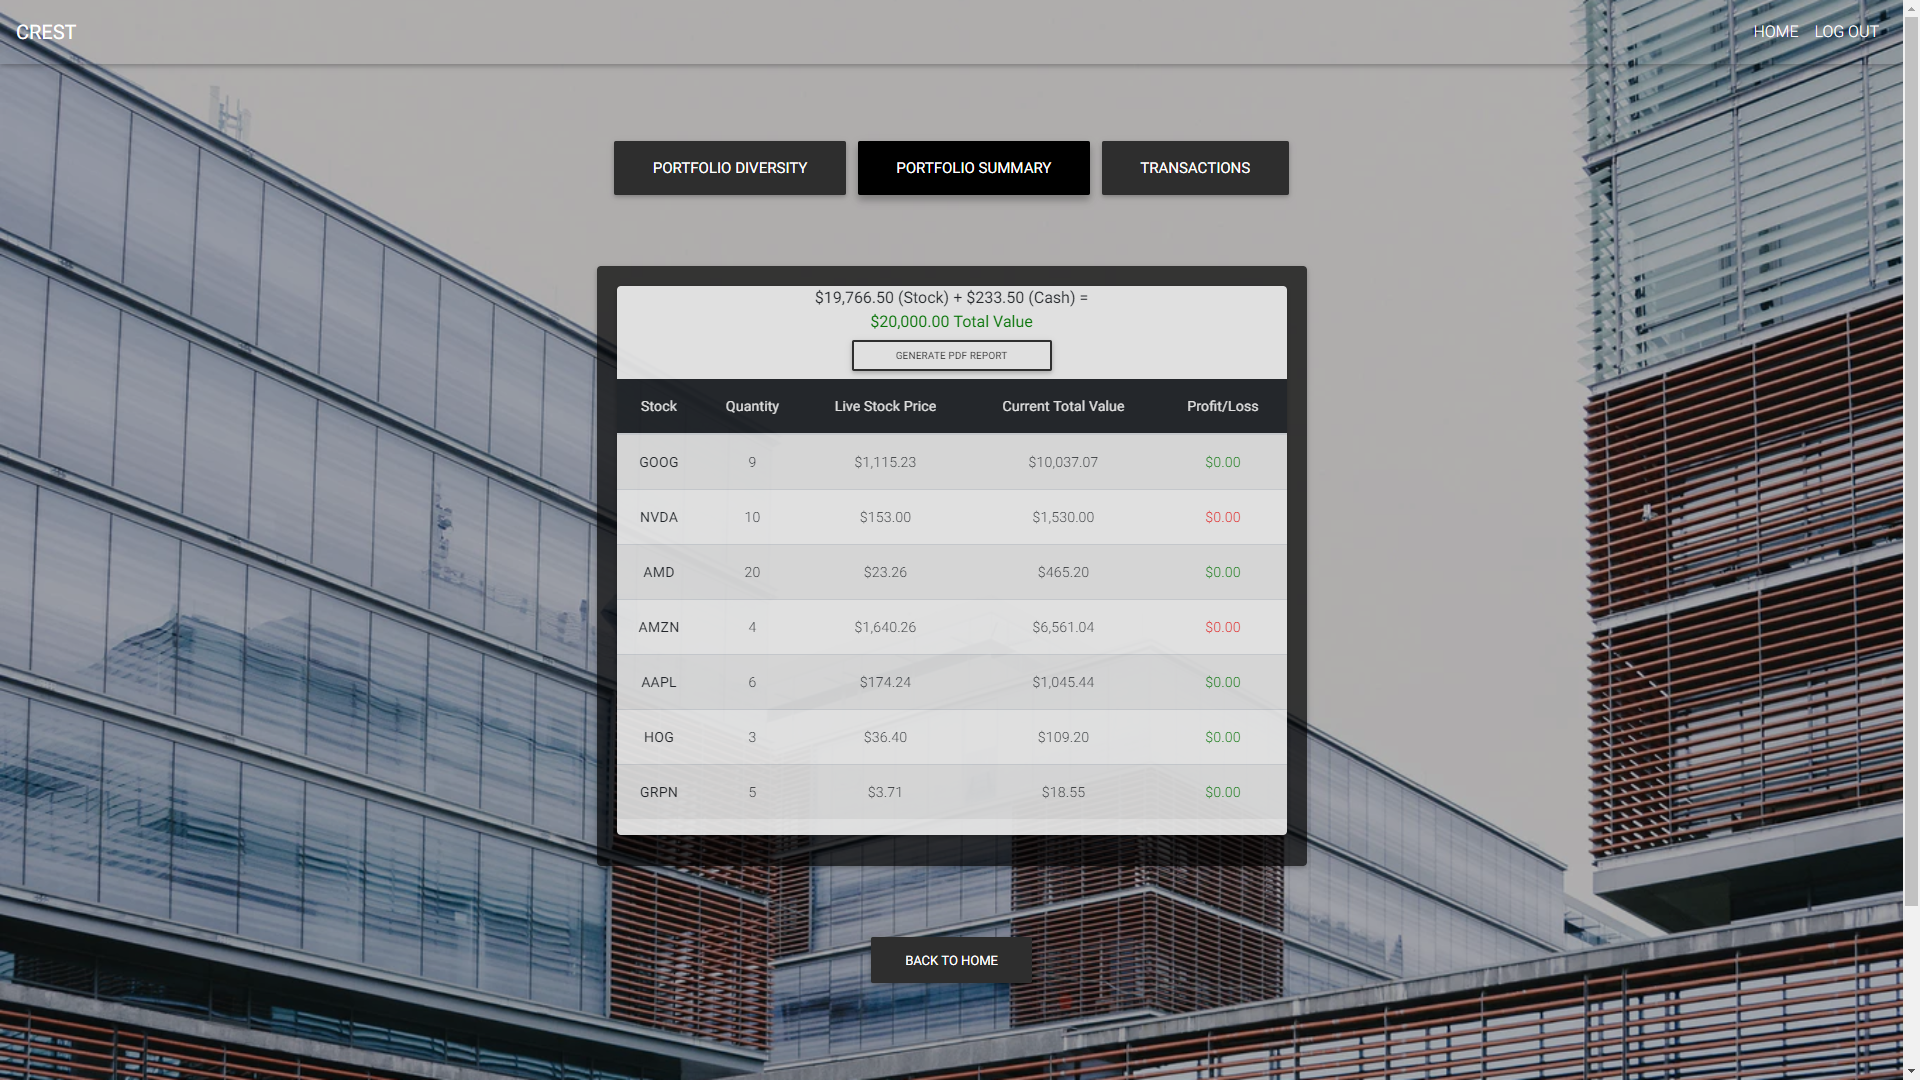 CREST HOME LOG OUT
PORTFOLIO DIVERSITY PORTFOLIO SUMMARY TRANSACTIONS
$19,766.50 (Stock) + $233.50 (Cash) =
$20,000.00 Total Value
GENERATE PDF REPORT
Stock Quantity Live Stock Price Current Total Value Profit/Loss
GOOG 9 $1,115.23 $10,037.07 $0.00
NVDA 10 $153.00 $1,530.00 $0.00
AMD 20 $23.26 $465.20 $0.00
AMZN 4 $1,640.26 $6,561.04 $0.00
AAPL 6 $174.24 $1,045.44 $0.00
HOG 3 $36.40 $109.20 $0.00
GRPN 5 $3.71 $18.55 $0.00
BACK TO HOME